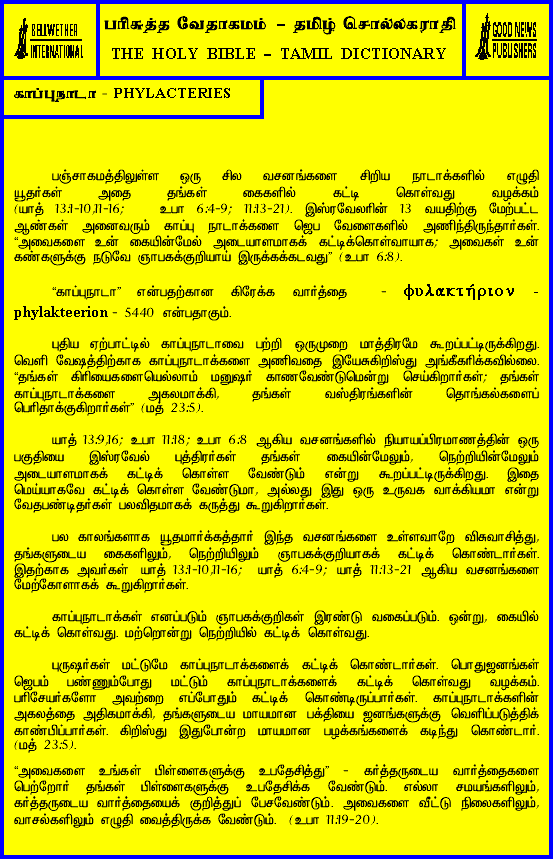 BELLWETHER
INTERNATIONAL
பரிசுத்த வேதாகமம் – தமிழ் சொல்லகராதி
THE HOLY BIBLE – TAMIL DICTIONARY
GOOD NEWS
PUBLISHERS
காப்புநாடா - PHYLACTERIES
பஞ்சாகமத்திலுள்ள ஒரு சில வசனங்களை சிறிய நாடாக்களில் எழுதி
யூதர்கள் அதை தங்கள் கைகளில் கட்டி கொள்வது வழக்கம்
(யாத் 13:1-10,11-16; உபா 6:4-9; 11:13-21). இஸ்ரவேலரின் 13 வயதிற்கு மேற்பட்ட
ஆண்கள் அனைவரும் காப்பு நாடாக்களை ஜெப வேளைகளில் அணிந்திருந்தார்கள்.
“அவைகளை உன் கையின்மேல் அடையாளமாகக் கட்டிக்கொள்வாயாக; அவைகள் உன்
கண்களுக்கு நடுவே ஞாபகக்குறியாய் இருக்கக்கடவது” (உபா 6:8).
“காப்புநாடா” என்பதற்கான கிரேக்க வார்த்தை - φυλακτήριον -
phylakteerion - 5440 என்பதாகும்.
புதிய ஏற்பாட்டில் காப்புநாடாவை பற்றி ஒருமுறை மாத்திரமே கூறப்பட்டிருக்கிறது.
வெளி வேஷத்திற்காக காப்புநாடாக்களை அணிவதை இயேசுகிறிஸ்து அங்கீகரிக்கவில்லை.
“தங்கள் கிரியைகளையெல்லாம் மனுஷர் காணவேண்டுமென்று செய்கிறார்கள்; தங்கள்
காப்புநாடாக்களை அகலமாக்கி, தங்கள் வஸ்திரங்களின் தொங்கல்களைப்
பெரிதாக்குகிறார்கள்” (மத் 23:5).
யாத் 13:9,16; உபா 11:18; உபா 6:8 ஆகிய வசனங்களில் நியாயப்பிரமாணத்தின் ஒரு
பகுதியை இஸ்ரவேல் புத்திரர்கள் தங்கள் கையின்மேலும், நெற்றியின்மேலும்
அடையாளமாகக் கட்டிக் கொள்ள வேண்டும் என்று கூறப்பட்டிருக்கிறது. இதை
மெய்யாகவே கட்டிக் கொள்ள வேண்டுமா, அல்லது இது ஒரு உருவக வாக்கியமா என்று
வேதபண்டிதர்கள் பலவிதமாகக் கருத்து கூறுகிறார்கள்.
பல காலங்களாக யூதமார்க்கத்தார் இந்த வசனங்களை உள்ளவாறே விசுவாசித்து,
தங்களுடைய கைகளிலும், நெற்றியிலும் ஞாபகக்குறியாகக் கட்டிக் கொண்டார்கள்.
இதற்காக அவர்கள் யாத் 13:1-10,11-16; யாத் 6:4-9; யாத் 11:13-21 ஆகிய வசனங்களை
மேற்கோளாகக் கூறுகிறார்கள்.
காப்புநாடாக்கள் எனப்படும் ஞாபகக்குறிகள் இரண்டு வகைப்படும். ஒன்று, கையில்
கட்டிக் கொள்வது. மற்றொன்று நெற்றியில் கட்டிக் கொள்வது.
புருஷர்கள் மட்டுமே காப்புநாடாக்களைக் கட்டிக் கொண்டார்கள். பொதுஜனங்கள்
ஜெபம் பண்ணும்போது மட்டும் காப்புநாடாக்களைக் கட்டிக் கொள்வது வழக்கம்.
பரிசேயர்களோ அவற்றை எப்போதும் கட்டிக் கொண்டிருப்பார்கள். காப்புநாடாக்களின்
அகலத்தை அதிகமாக்கி, தங்களுடைய மாயமான பக்தியை ஜனங்களுக்கு வெளிப்படுத்திக்
காண்பிப்பார்கள். கிறிஸ்து இதுபோன்ற மாயமான பழக்கங்களைக் கடிந்து கொண்டார்.
(மத் 23:5).
“அவைகளை உங்கள் பிள்ளைகளுக்கு உபதேசித்து” - கர்த்தருடைய வார்த்தைகளை
பெற்றோர் தங்கள் பிள்ளைகளுக்கு உபதேசிக்க வேண்டும். எல்லா சமயங்களிலும்,
கர்த்தருடைய வார்த்தையைக் குறித்துப் பேசவேண்டும். அவைகளை வீட்டு நிலைகளிலும்,
வாசல்களிலும் எழுதி வைத்திருக்க வேண்டும். (உபா 11:19-20).